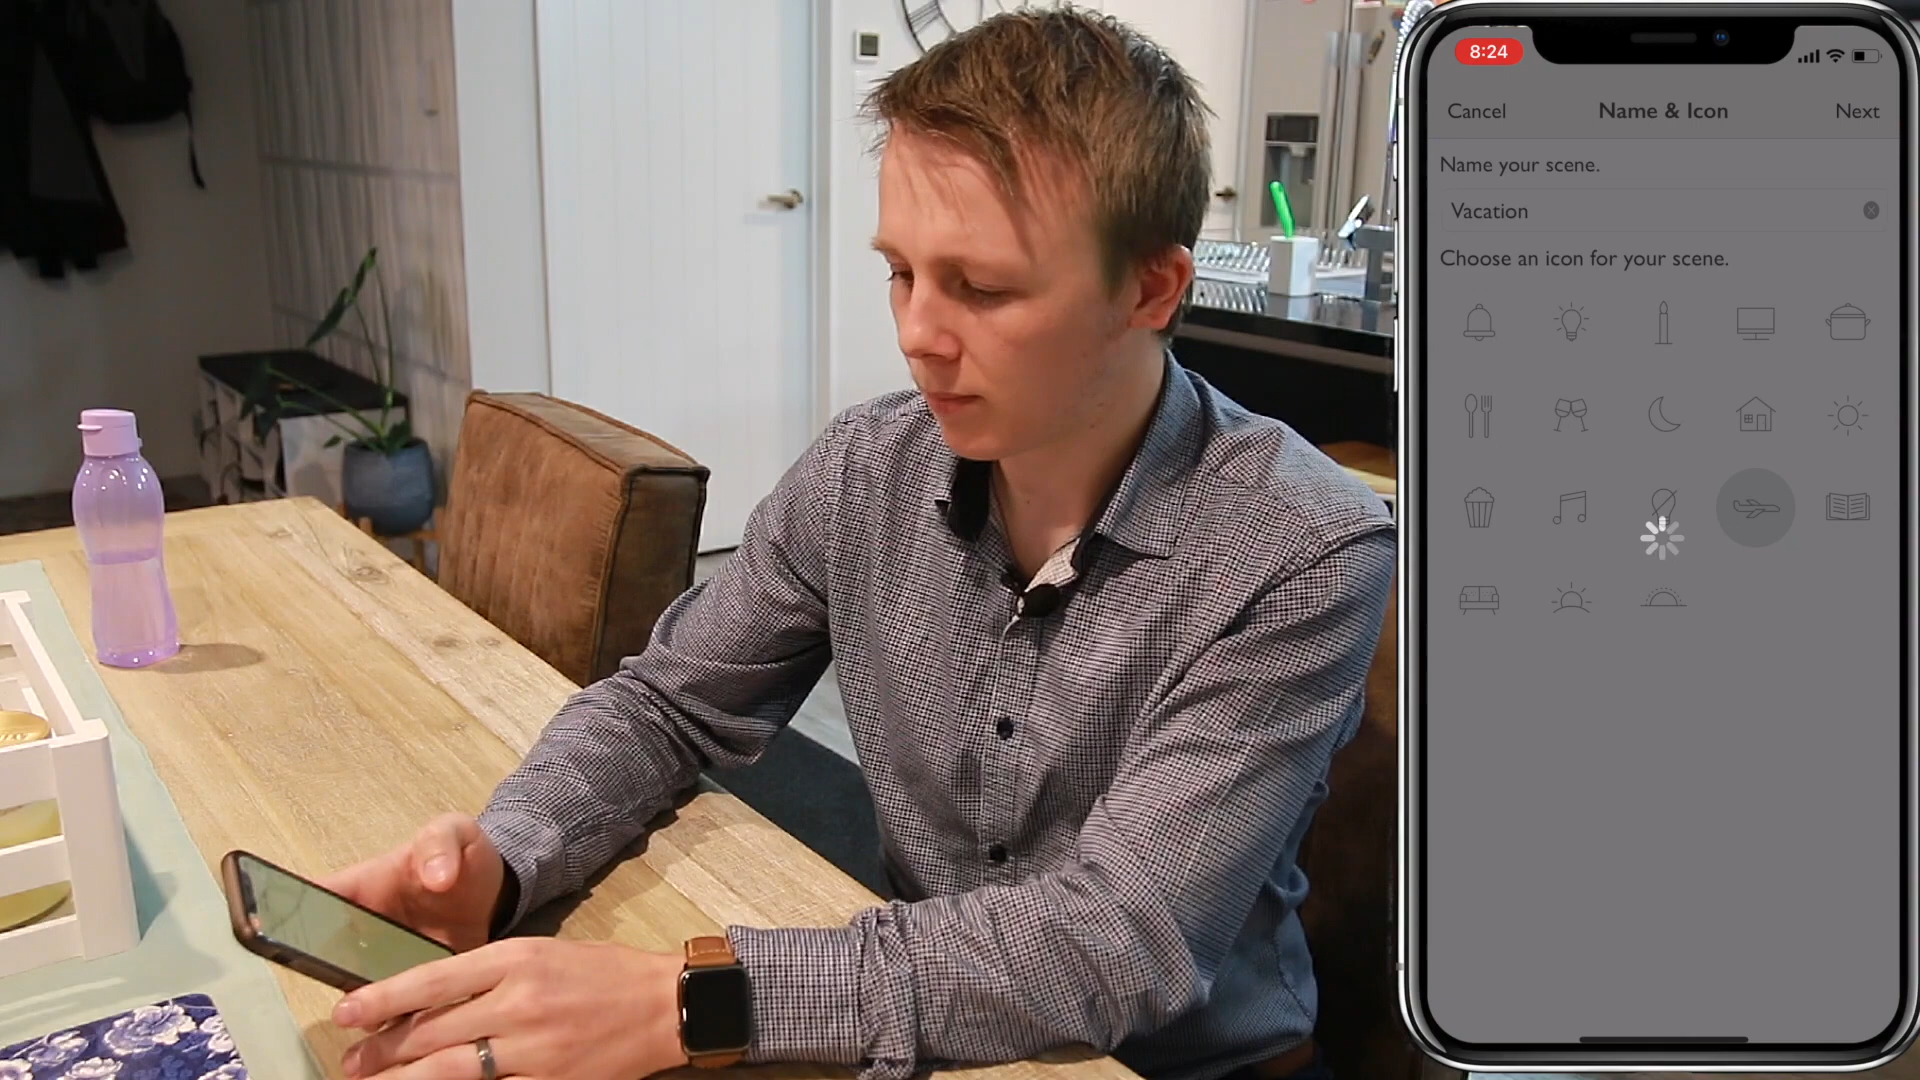 8:24
Cancel Name & Icon Next
Name your scene.
Vacation
Choose an icon for your scene.